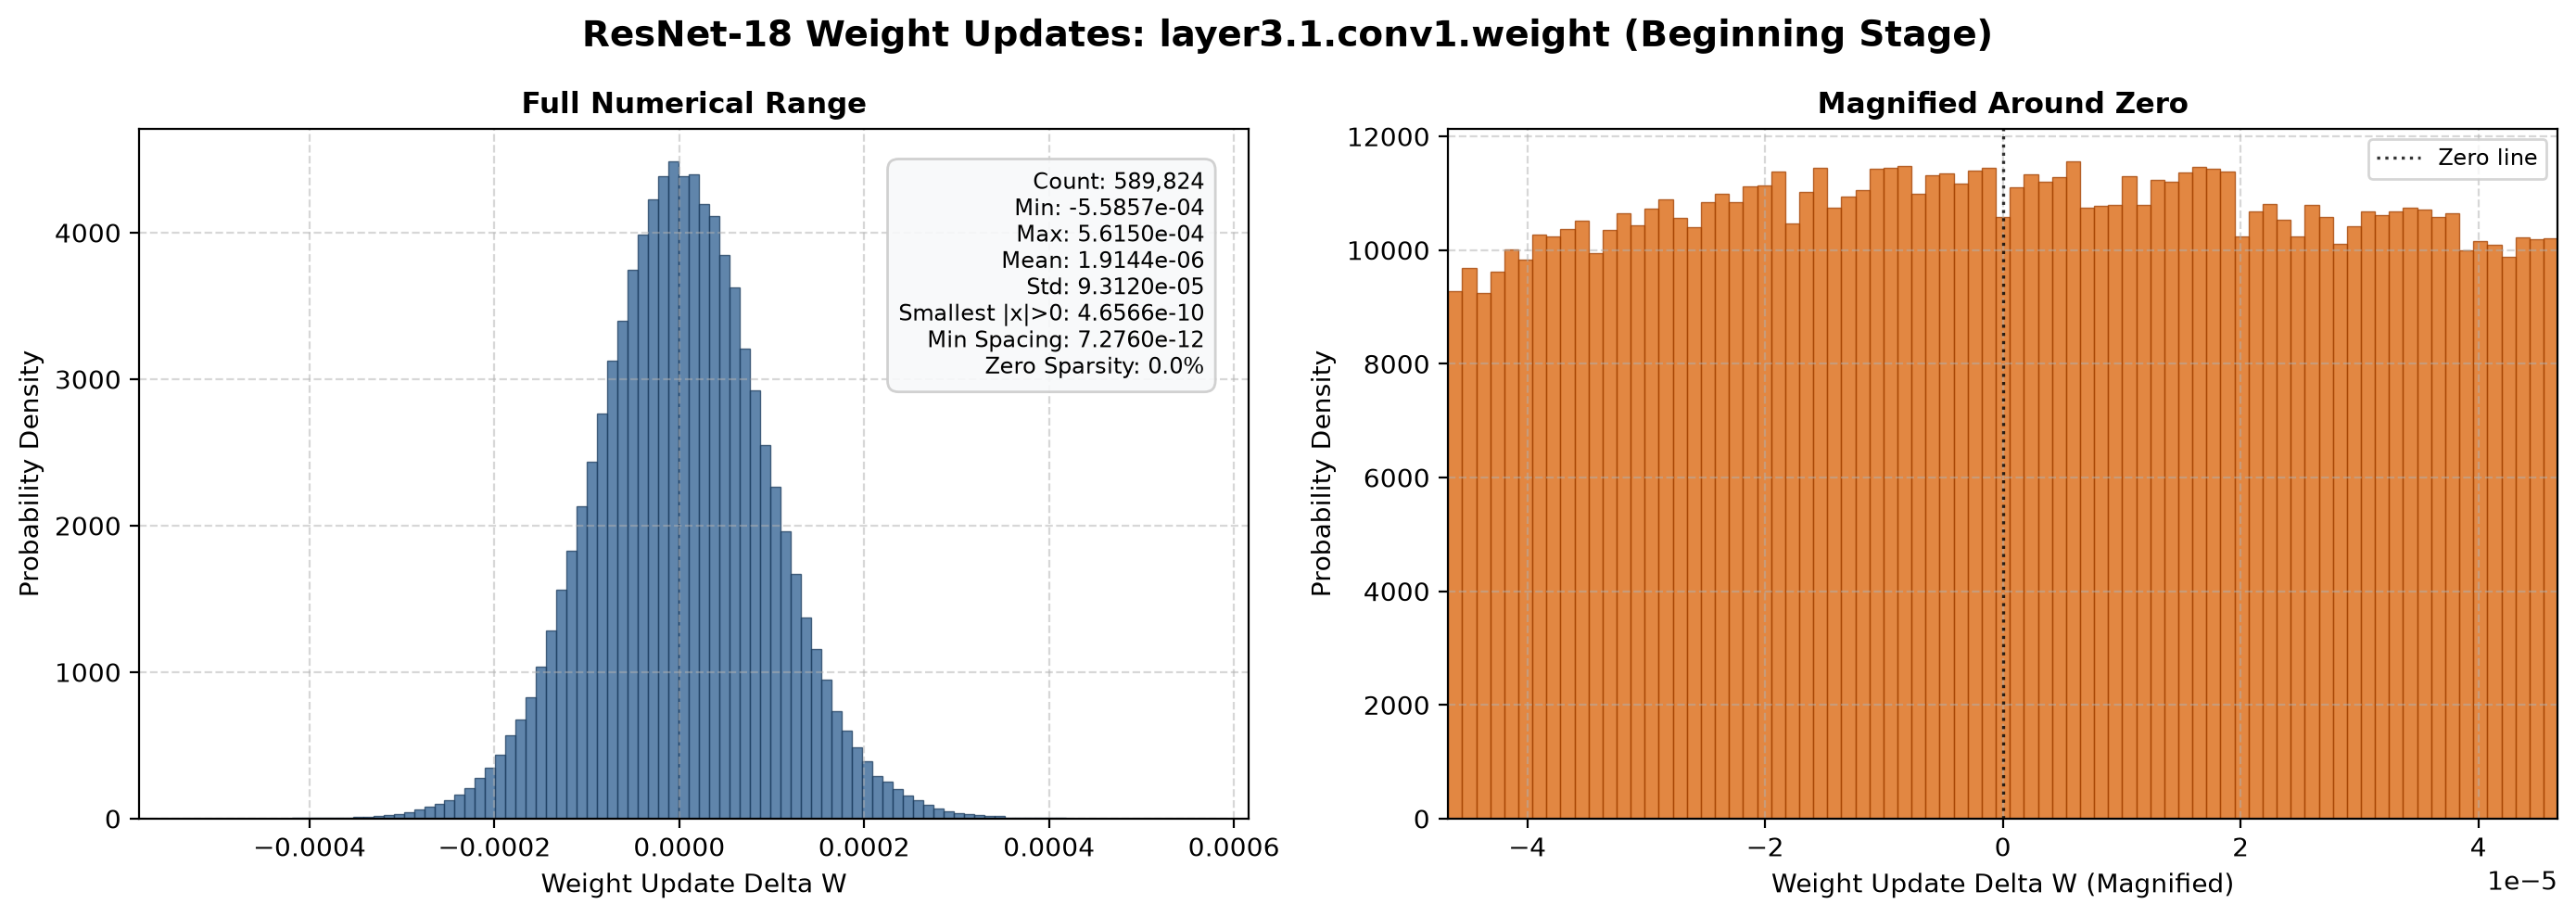 ResNet-18 Weight Updates: layer3.1.conv1.weight (Beginning Stage)
Full Numerical Range
Probability Density
4000
3000
2000
1000
0
Count: 589,824
Min: -5.5857e-04
Max: 5.6150e-04
Mean: 1.9144e-06
Std: 9.3120e-05
Smallest |x|>0: 4.6566e-10
Min Spacing: 7.2760e-12
Zero Sparsity: 0.0%
−0.0004 −0.0002 0.0000 0.0002 0.0004 0.0006
Weight Update Delta W
Magnified Around Zero
Probability Density
12000
10000
8000
6000
4000
2000
0
Zero line
−4 −2 0 2 4
1e−5
Weight Update Delta W (Magnified)